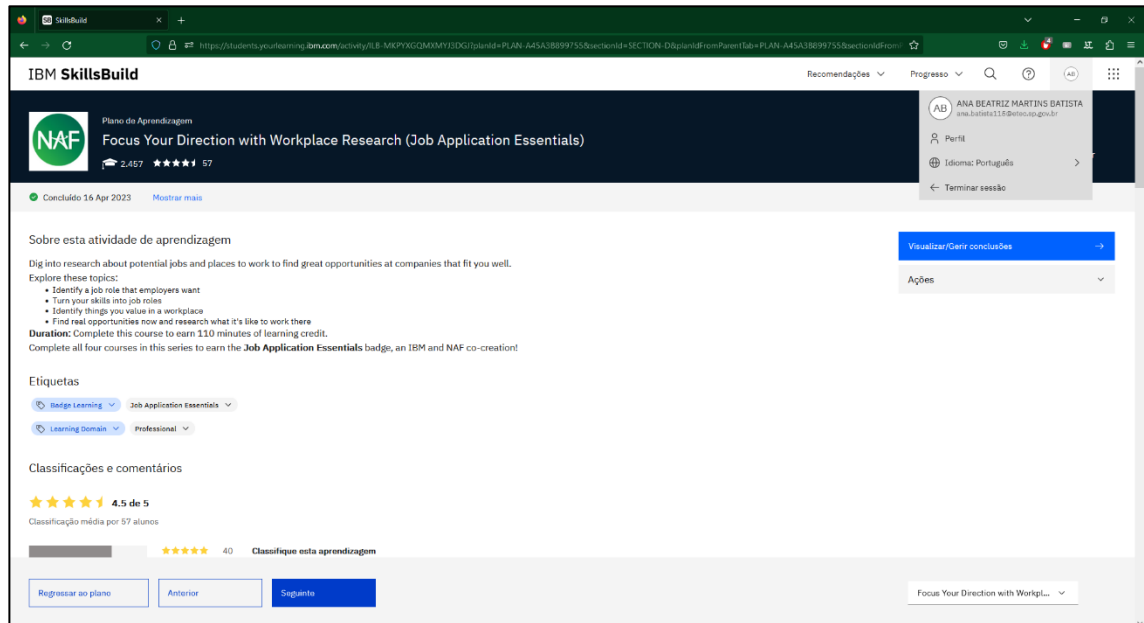 SkillsBuild
https://students.yourlearning.ibm.com/activity/ILB-MKPYXGQMXMYJ3DGJ?planId=PLAN-A45A38899755&sectionId=SECTION-D&planIdFromParentTab=PLAN-A45A38899755&sectionIdFrom
IBM SkillsBuild
Recomendações
Progresso
AB
Plano de Aprendizagem
Focus Your Direction with Workplace Research (Job Application Essentials)
NAF
2.457
57
AB
ANA BEATRIZ MARTINS BATISTA
Perfil
Idioma: Português
Terminar sessão
Concluído 16 Apr 2023
Mostrar mais
Sobre esta atividade de aprendizagem
Dig into research about potential jobs and places to work to find great opportunities at companies that fit you well.
Explore these topics:
• Identify a job role that employers want
• Turn your skills into job roles
• Identify things you value in a workplace
• Find real opportunities now and research what it's like to work there
Duration: Complete this course to earn 110 minutes of learning credit.
Complete all four courses in this series to earn the Job Application Essentials badge, an IBM and NAF co-creation!
Visualizar/Gerir conclusões
Ações
Etiquetas
Badge Learning
Job Application Essentials
Learning Domain
Professional
Classificações e comentários
4.5 de 5
Classificação média por 57 alunos
40
Classifique esta aprendizagem
Regressar ao plano
Anterior
Seguinte
Focus Your Direction with Workpl...